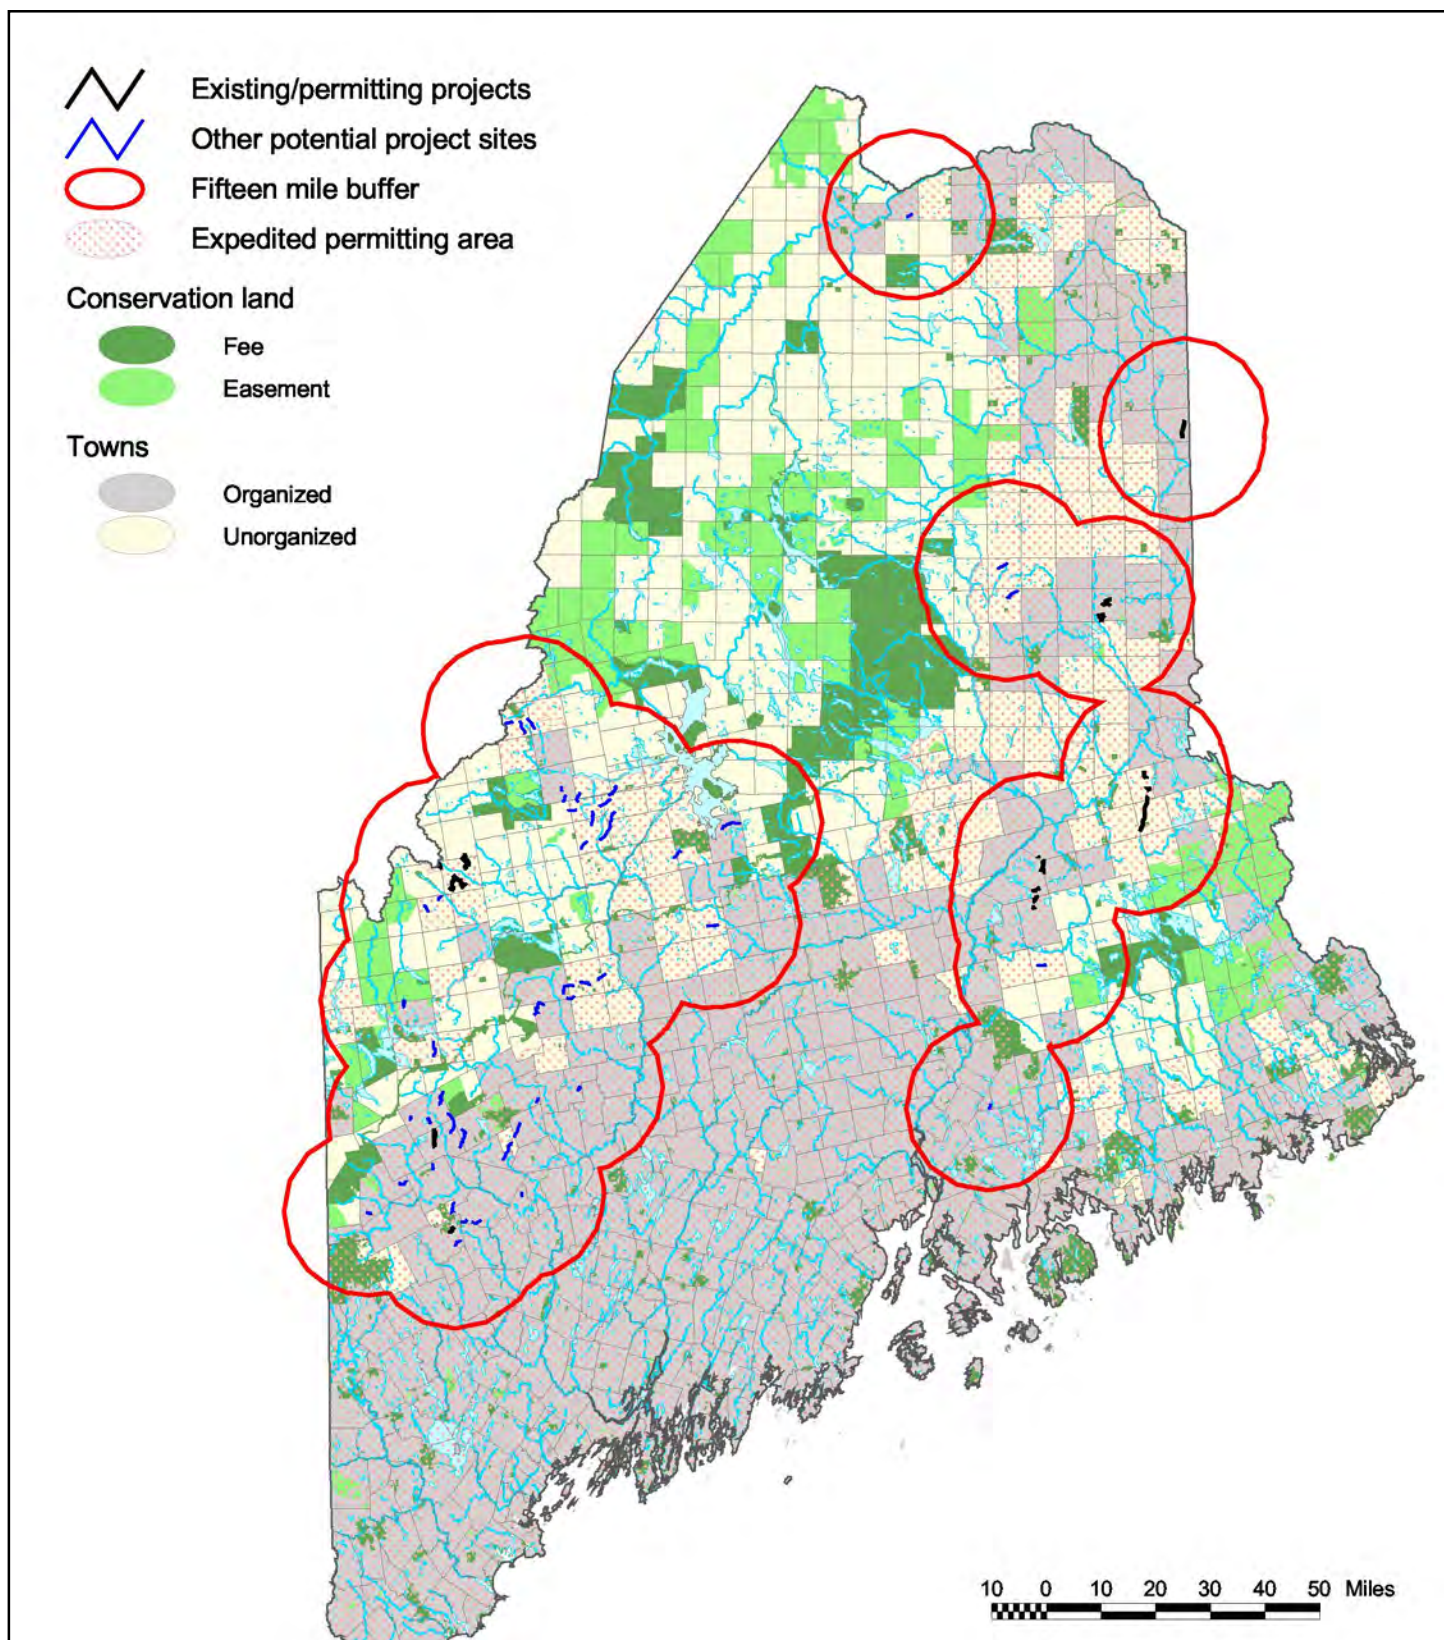 Existing/permitting projects
Other potential project sites
Fifteen mile buffer
Expedited permitting area
Conservation land
Fee
Easement
Towns
Organized
Unorganized
10 0 10 20 30 40 50 Miles